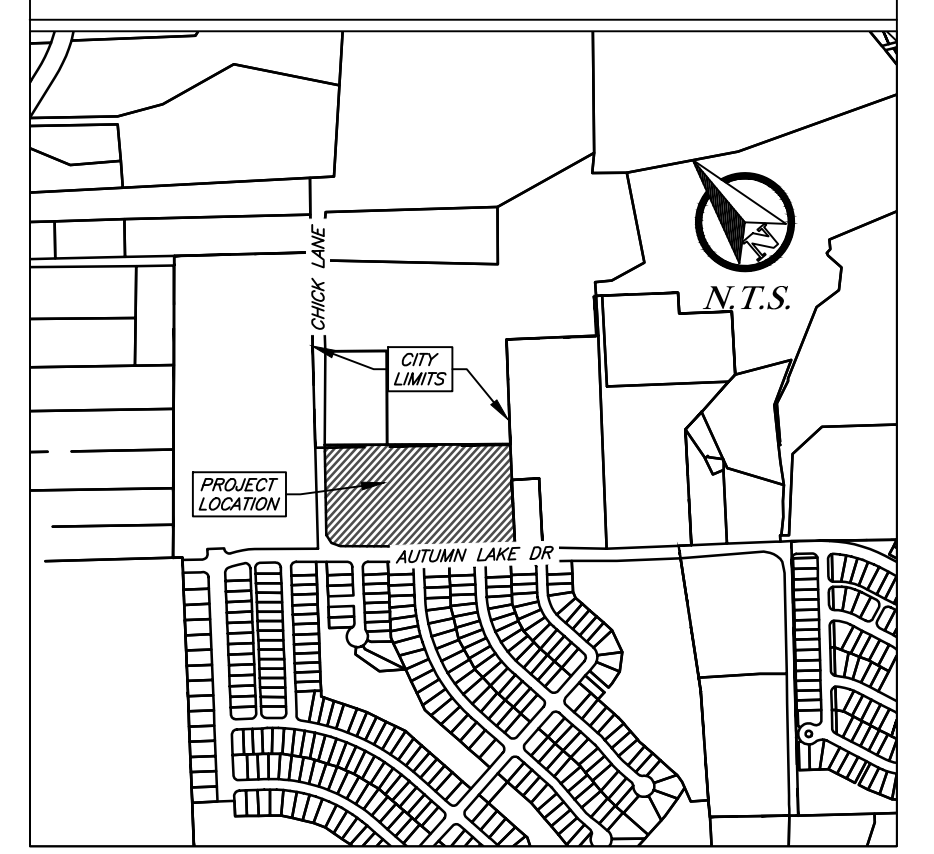 CHICK LANE
N
N.T.S.
CITY
LIMITS
PROJECT
LOCATION
AUTUMN LAKE DR